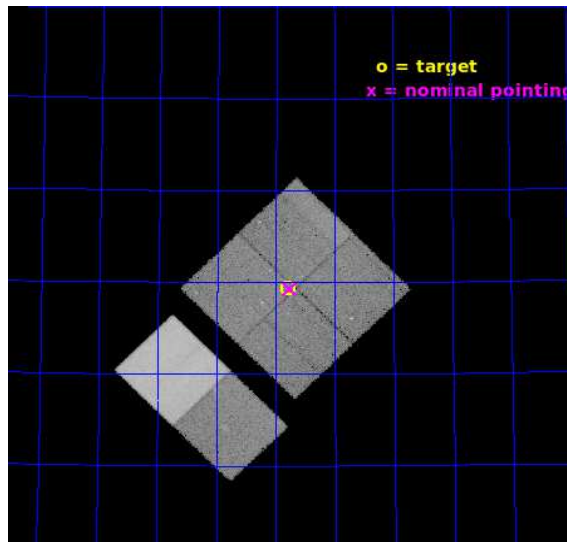 o = target
x = nominal pointing